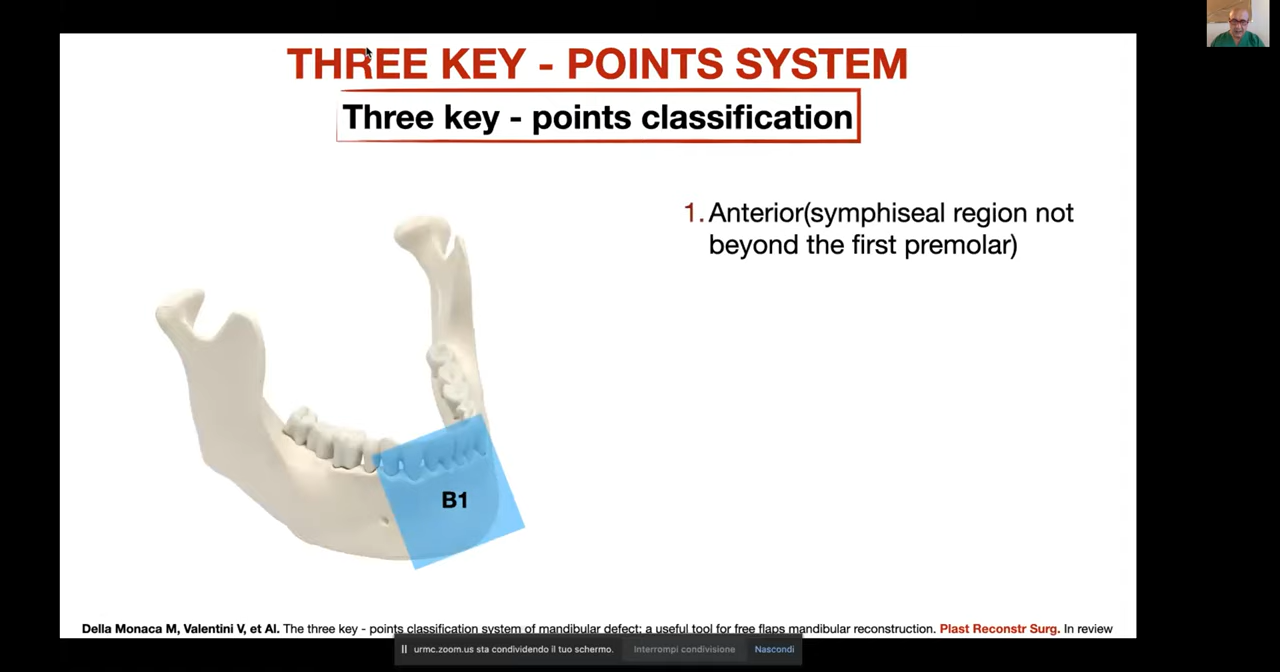 THREE KEY - POINTS SYSTEM
Three key - points classification
1. Anterior(symphiseal region not
beyond the first premolar)
B1
Della Monaca M, Valentini V, et Al. The three key - points classification system of mandibular defect: a useful tool for free flaps mandibular reconstruction. Plast Reconstr Surg. In review
urmc.zoom.us sta condividendo il tuo schermo.
Interrompi condivisione
Nascondi